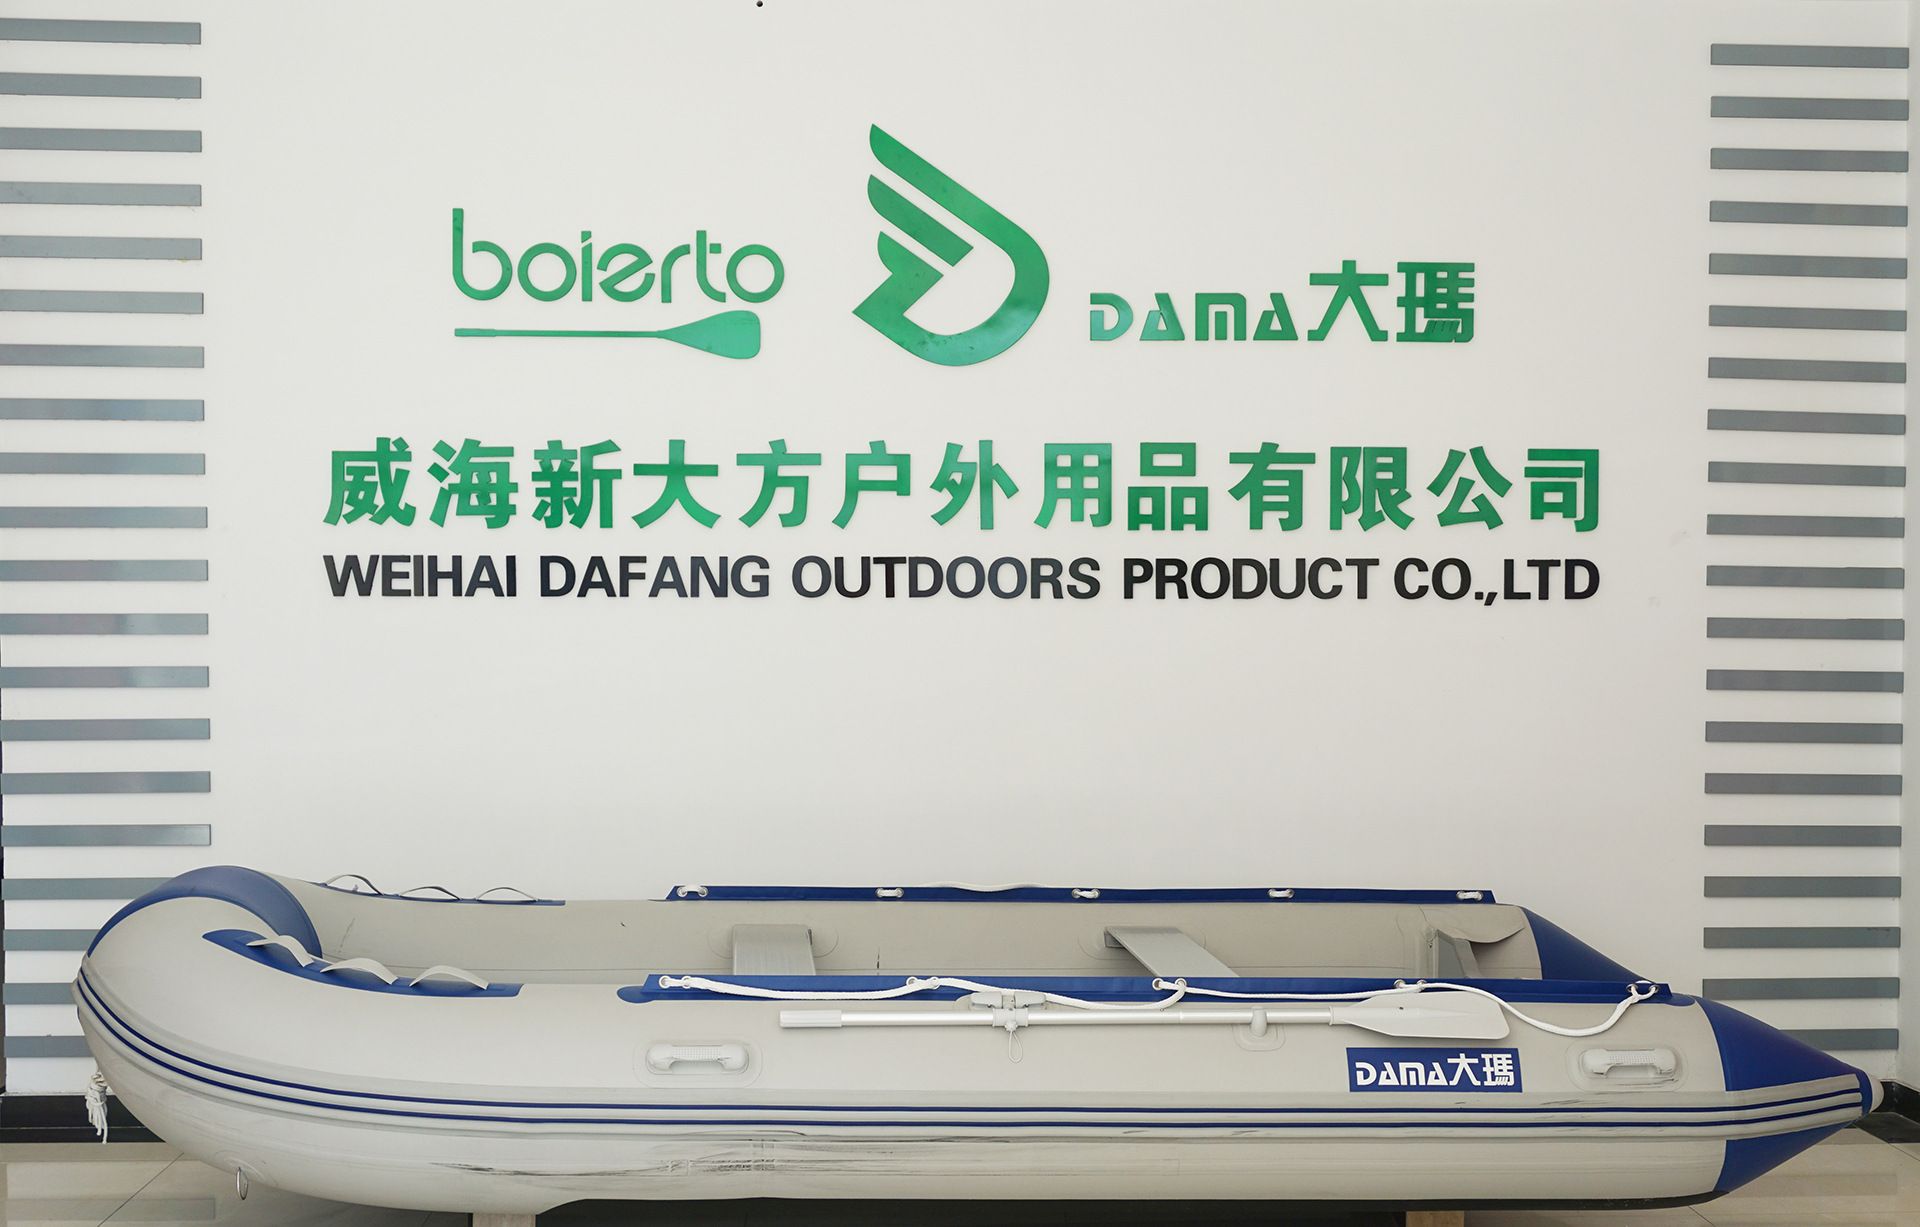 boierto
DAMA大瑪
威海新大方户外用品有限公司
WEIHAI DAFANG OUTDOORS PRODUCT CO.,LTD
DAMA大瑪